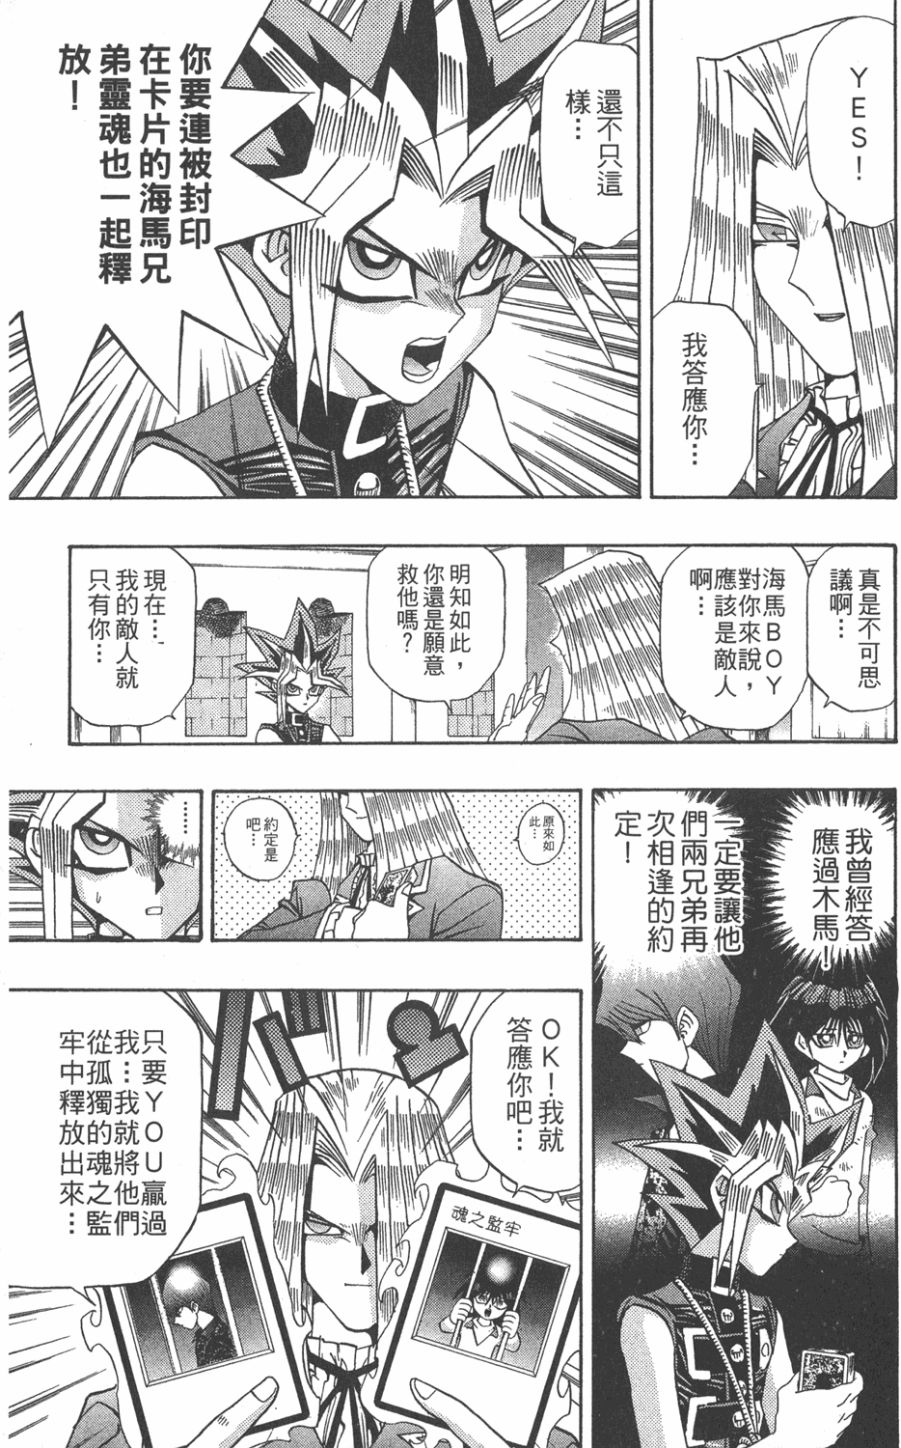 YES！
我答應你…
還不只這
樣…
你要連被封印
在卡片的海馬兄
弟靈魂也一起釋
放！
真是不可思
議啊…
海馬BOY
對你來說，
應該是敵人
啊…
明知如此，
你還是願意
救他嗎？
現在…
我的敵人就
只有你…
我曾經答
應過木馬！
一定要讓他
們兩兄弟再
次相逢的約
定！
原來如
此…
約定是
吧…
………
OK！我就
答應你吧…
魂之監牢
只要YOU贏過
我…我就將他們
從孤獨的魂之監
牢中釋放出來…